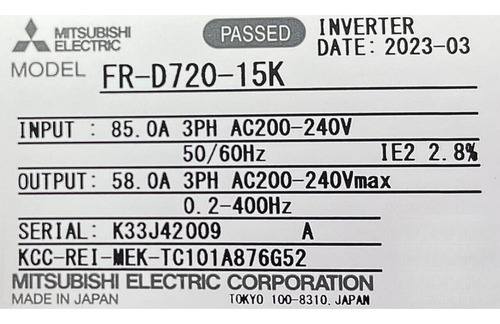 MITSUBISHI
ELECTRIC
PASSED
INVERTER
DATE: 2023-03
MODEL FR-D720-15K
INPUT : 85.0A 3PH AC200-240V
50/60Hz IE2 2.8%
OUTPUT: 58.0A 3PH AC200-240Vmax
0.2-400Hz
SERIAL: K33J42009 A
KCC-REI-MEK-TC101A876G52
MITSUBISHI ELECTRIC CORPORATION
MADE IN JAPAN TOKYO 100-8310, JAPAN